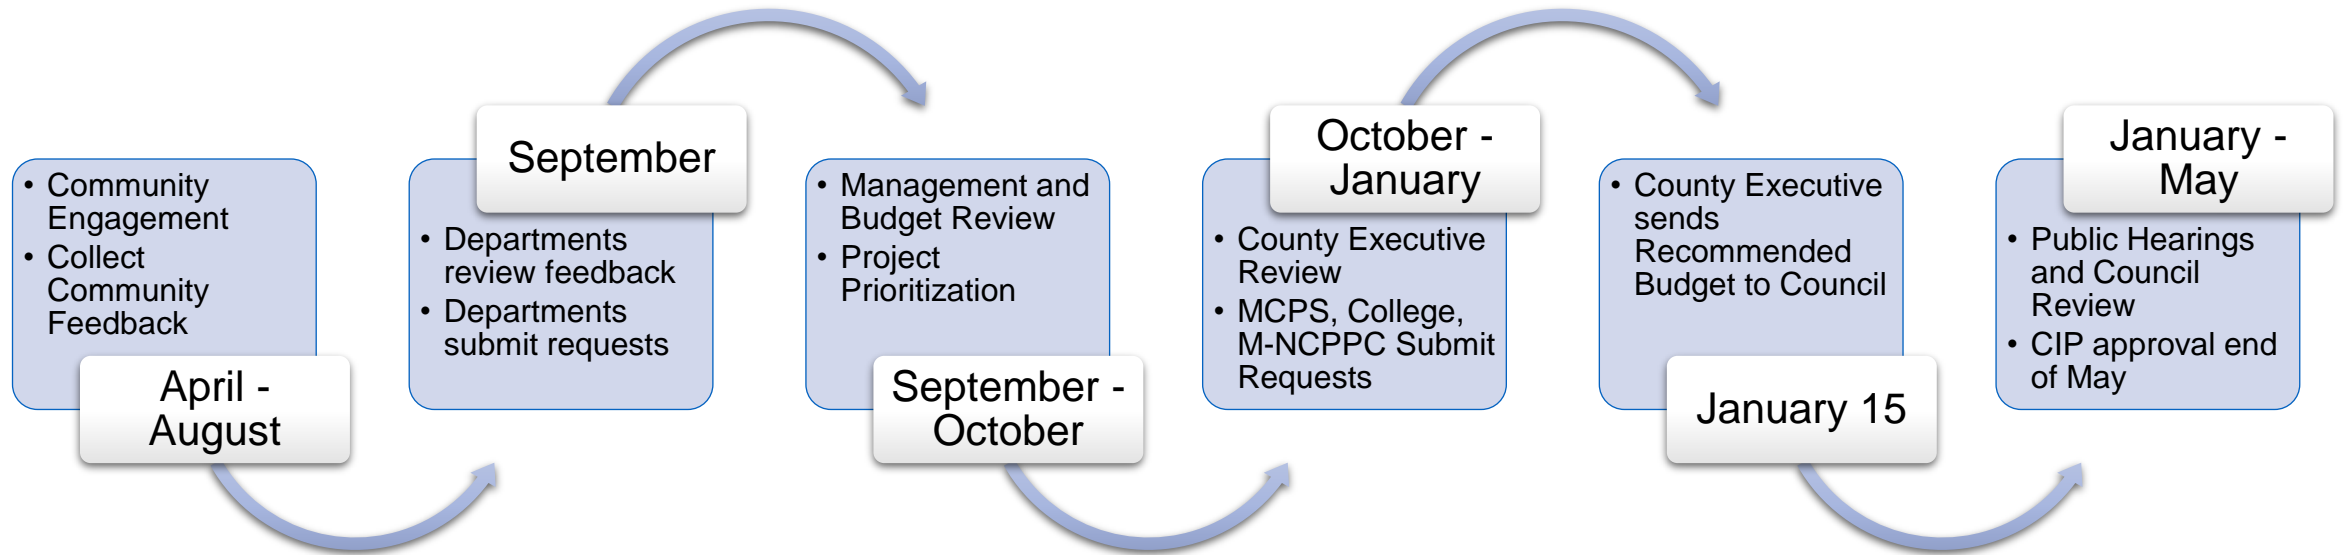 • Community
Engagement
• Collect
Community
Feedback
April -
August
September
• Departments
review feedback
• Departments
submit requests
• Management and
Budget Review
• Project
Prioritization
September -
October
October -
January
• County Executive
Review
• MCPS, College,
M-NCPPC Submit
Requests
• County Executive
sends
Recommended
Budget to Council
January 15
January -
May
• Public Hearings
and Council
Review
• CIP approval end
of May